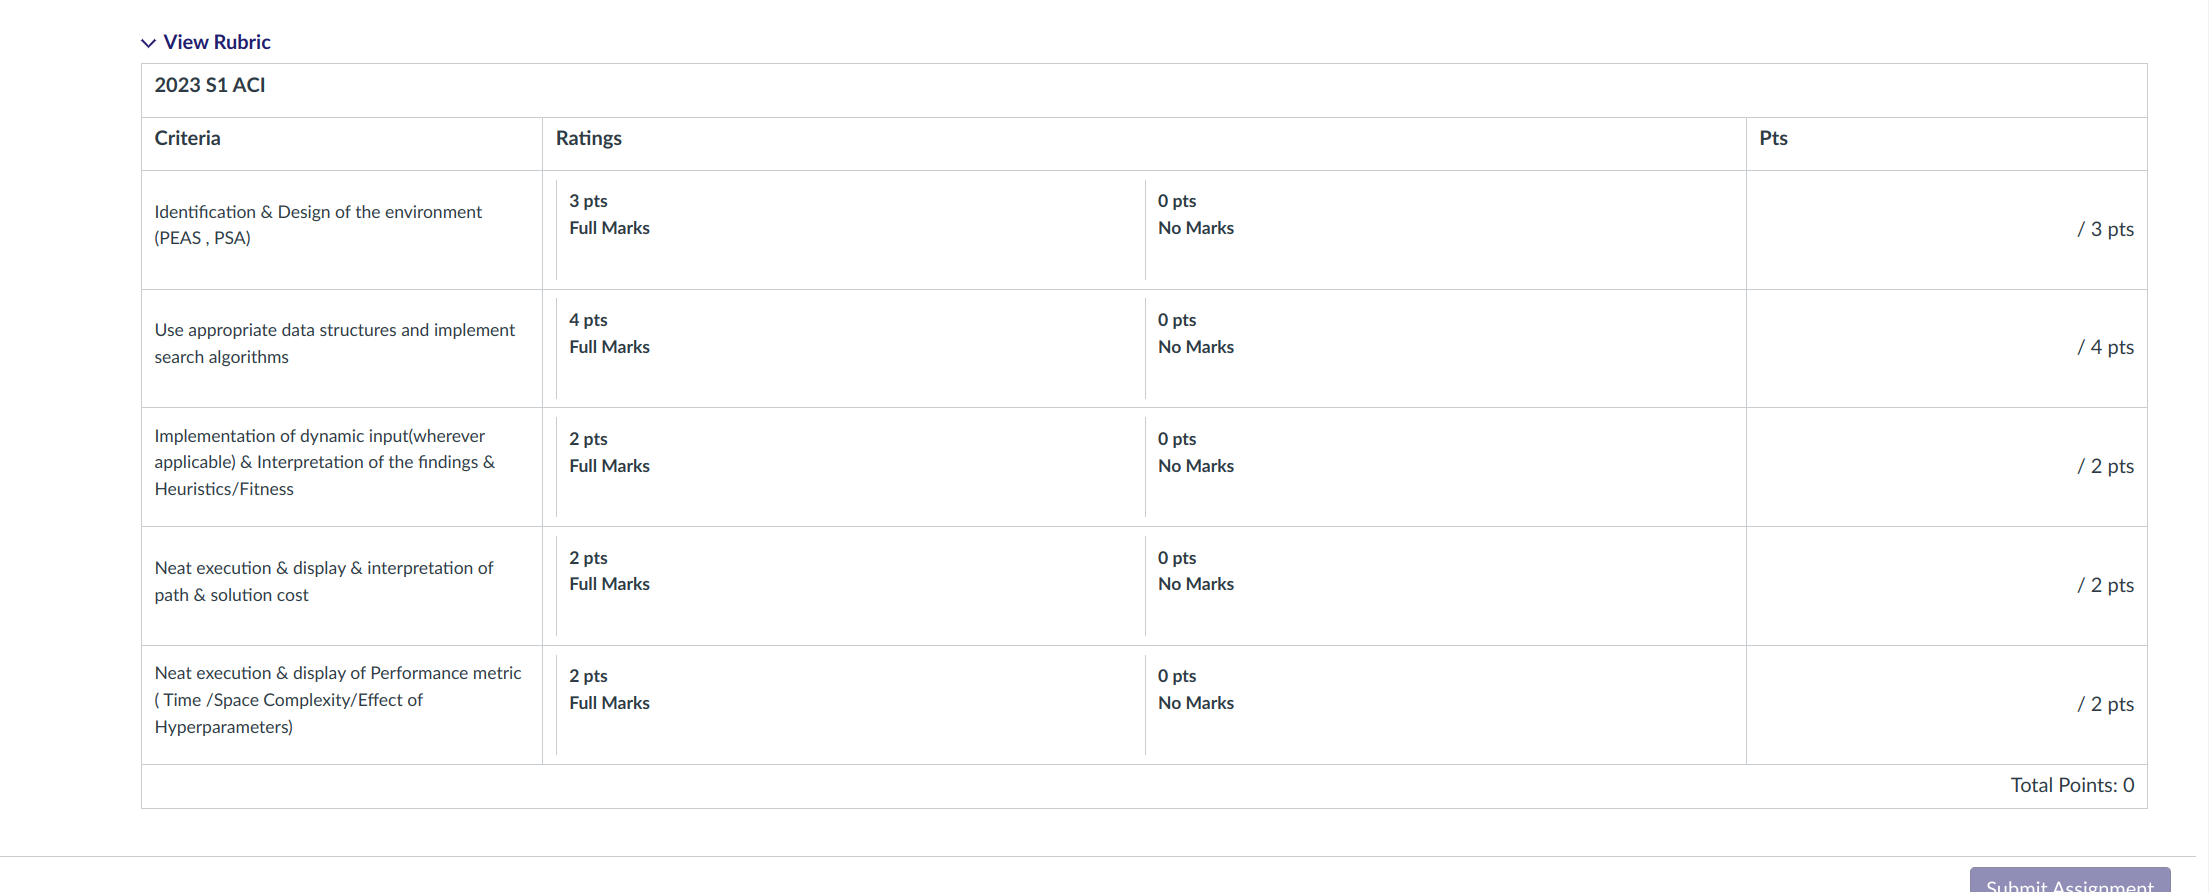 View Rubric
2023 S1 ACI
Criteria
Ratings
Pts
Identification & Design of the environment
(PEAS , PSA)
3 pts
Full Marks
0 pts
No Marks
/ 3 pts
Use appropriate data structures and implement
search algorithms
4 pts
Full Marks
0 pts
No Marks
/ 4 pts
Implementation of dynamic input(wherever
applicable) & Interpretation of the findings &
Heuristics/Fitness
2 pts
Full Marks
0 pts
No Marks
/ 2 pts
Neat execution & display & interpretation of
path & solution cost
2 pts
Full Marks
0 pts
No Marks
/ 2 pts
Neat execution & display of Performance metric
( Time /Space Complexity/Effect of
Hyperparameters)
2 pts
Full Marks
0 pts
No Marks
/ 2 pts
Total Points: 0
Submit Assignment